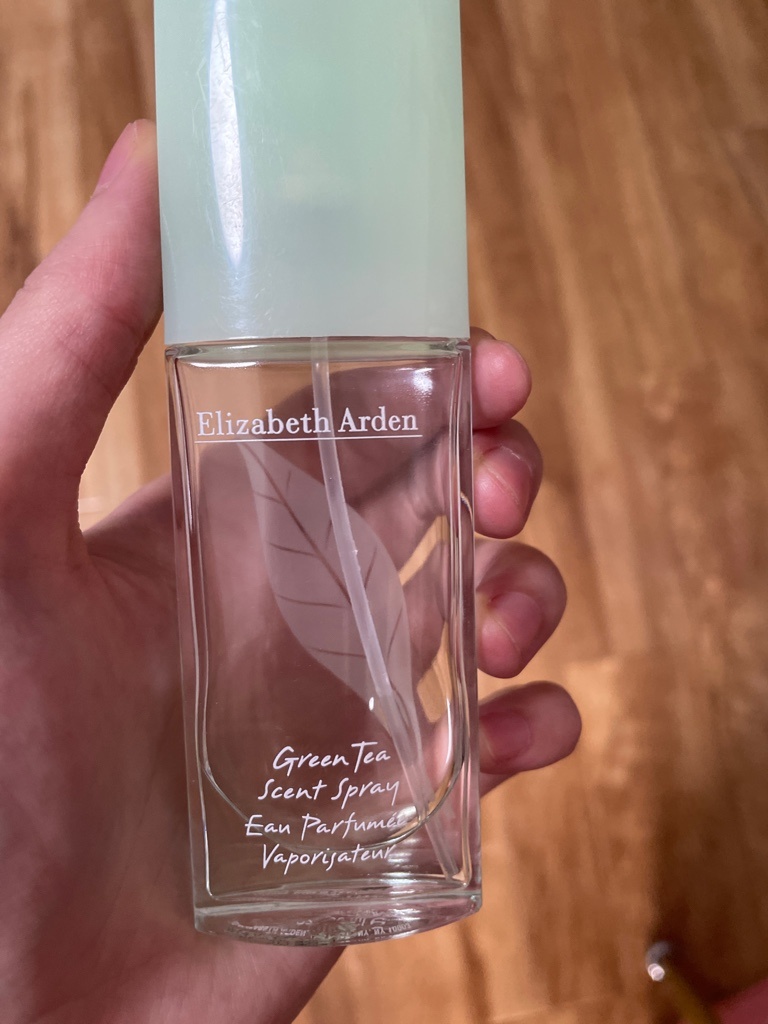 Elizabeth Arden
Green Tea
Scent Spray
Eau Parfumée
Vaporisateur